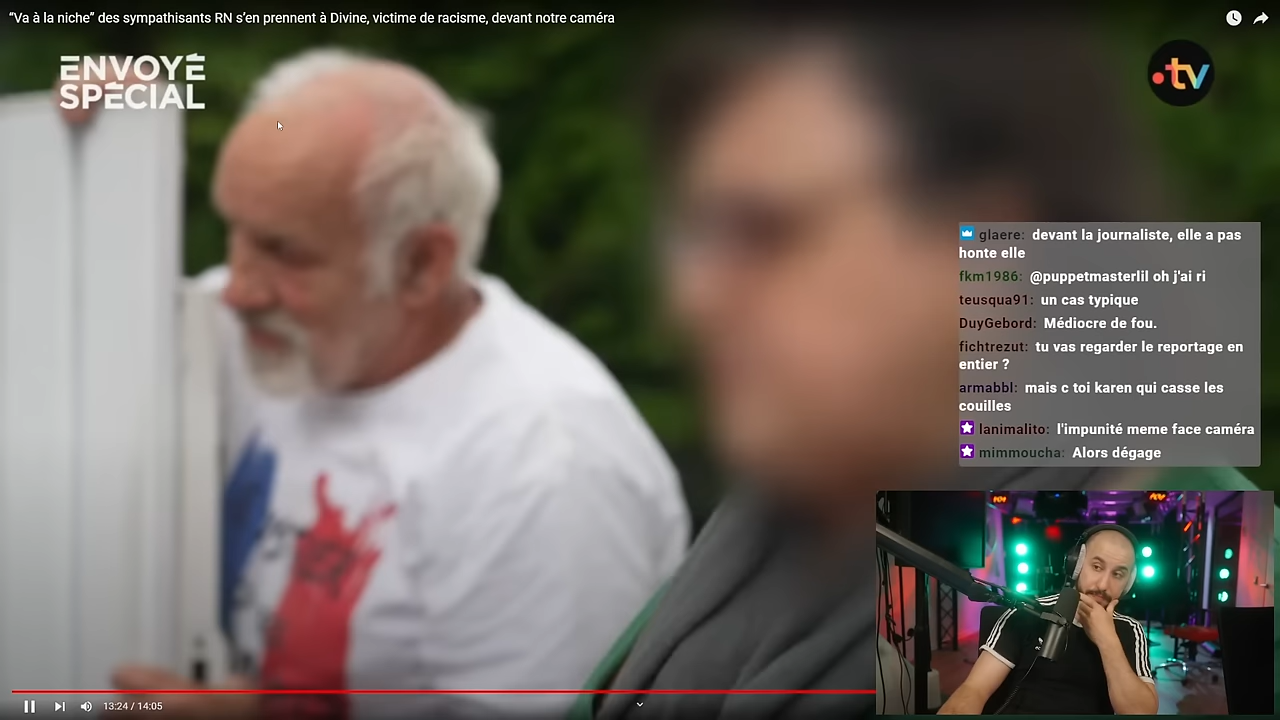 “Va à la niche” des sympathisants RN s’en prennent à Divine, victime de racisme, devant notre caméra
ENVOYÉ
SPÉCIAL
tv
glaere: devant la journaliste, elle a pas
honte elle
fkm1986: @puppetmasterlil oh j'ai ri
teusqua91: un cas typique
DuyGebord: Médiocre de fou.
fichtrezut: tu vas regarder le reportage en
entier ?
armabbl: mais c toi karen qui casse les
couilles
lanimalito: l'impunité meme face caméra
mimmoucha: Alors dégage
13:24 / 14:05